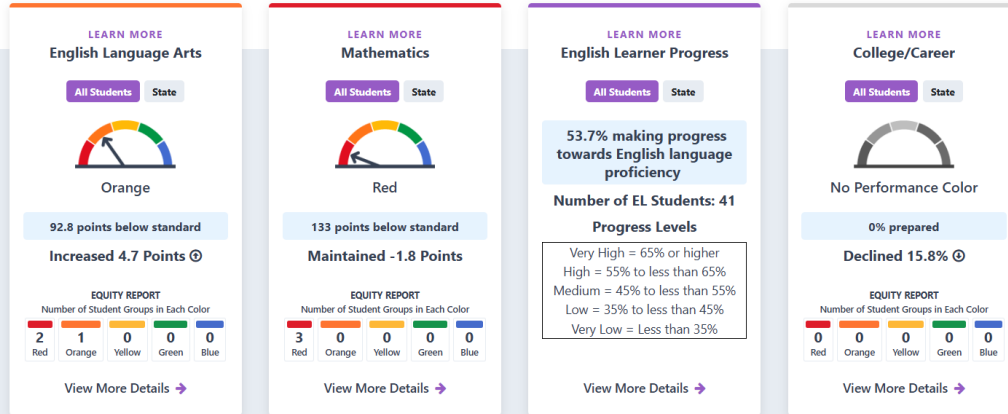 LEARN MORE
English Language Arts
All Students State
Orange
92.8 points below standard
Increased 4.7 Points
EQUITY REPORT
Number of Student Groups in Each Color
2 1 0 0 0
Red Orange Yellow Green Blue
View More Details
LEARN MORE
Mathematics
All Students State
Red
133 points below standard
Maintained -1.8 Points
EQUITY REPORT
Number of Student Groups in Each Color
3 0 0 0 0
Red Orange Yellow Green Blue
View More Details
LEARN MORE
English Learner Progress
All Students State
53.7% making progress
towards English language
proficiency
Number of EL Students: 41
Progress Levels
Very High = 65% or higher
High = 55% to less than 65%
Medium = 45% to less than 55%
Low = 35% to less than 45%
Very Low = Less than 35%
View More Details
LEARN MORE
College/Career
All Students State
No Performance Color
0% prepared
Declined 15.8%
EQUITY REPORT
Number of Student Groups in Each Color
0 0 0 0 0
Red Orange Yellow Green Blue
View More Details